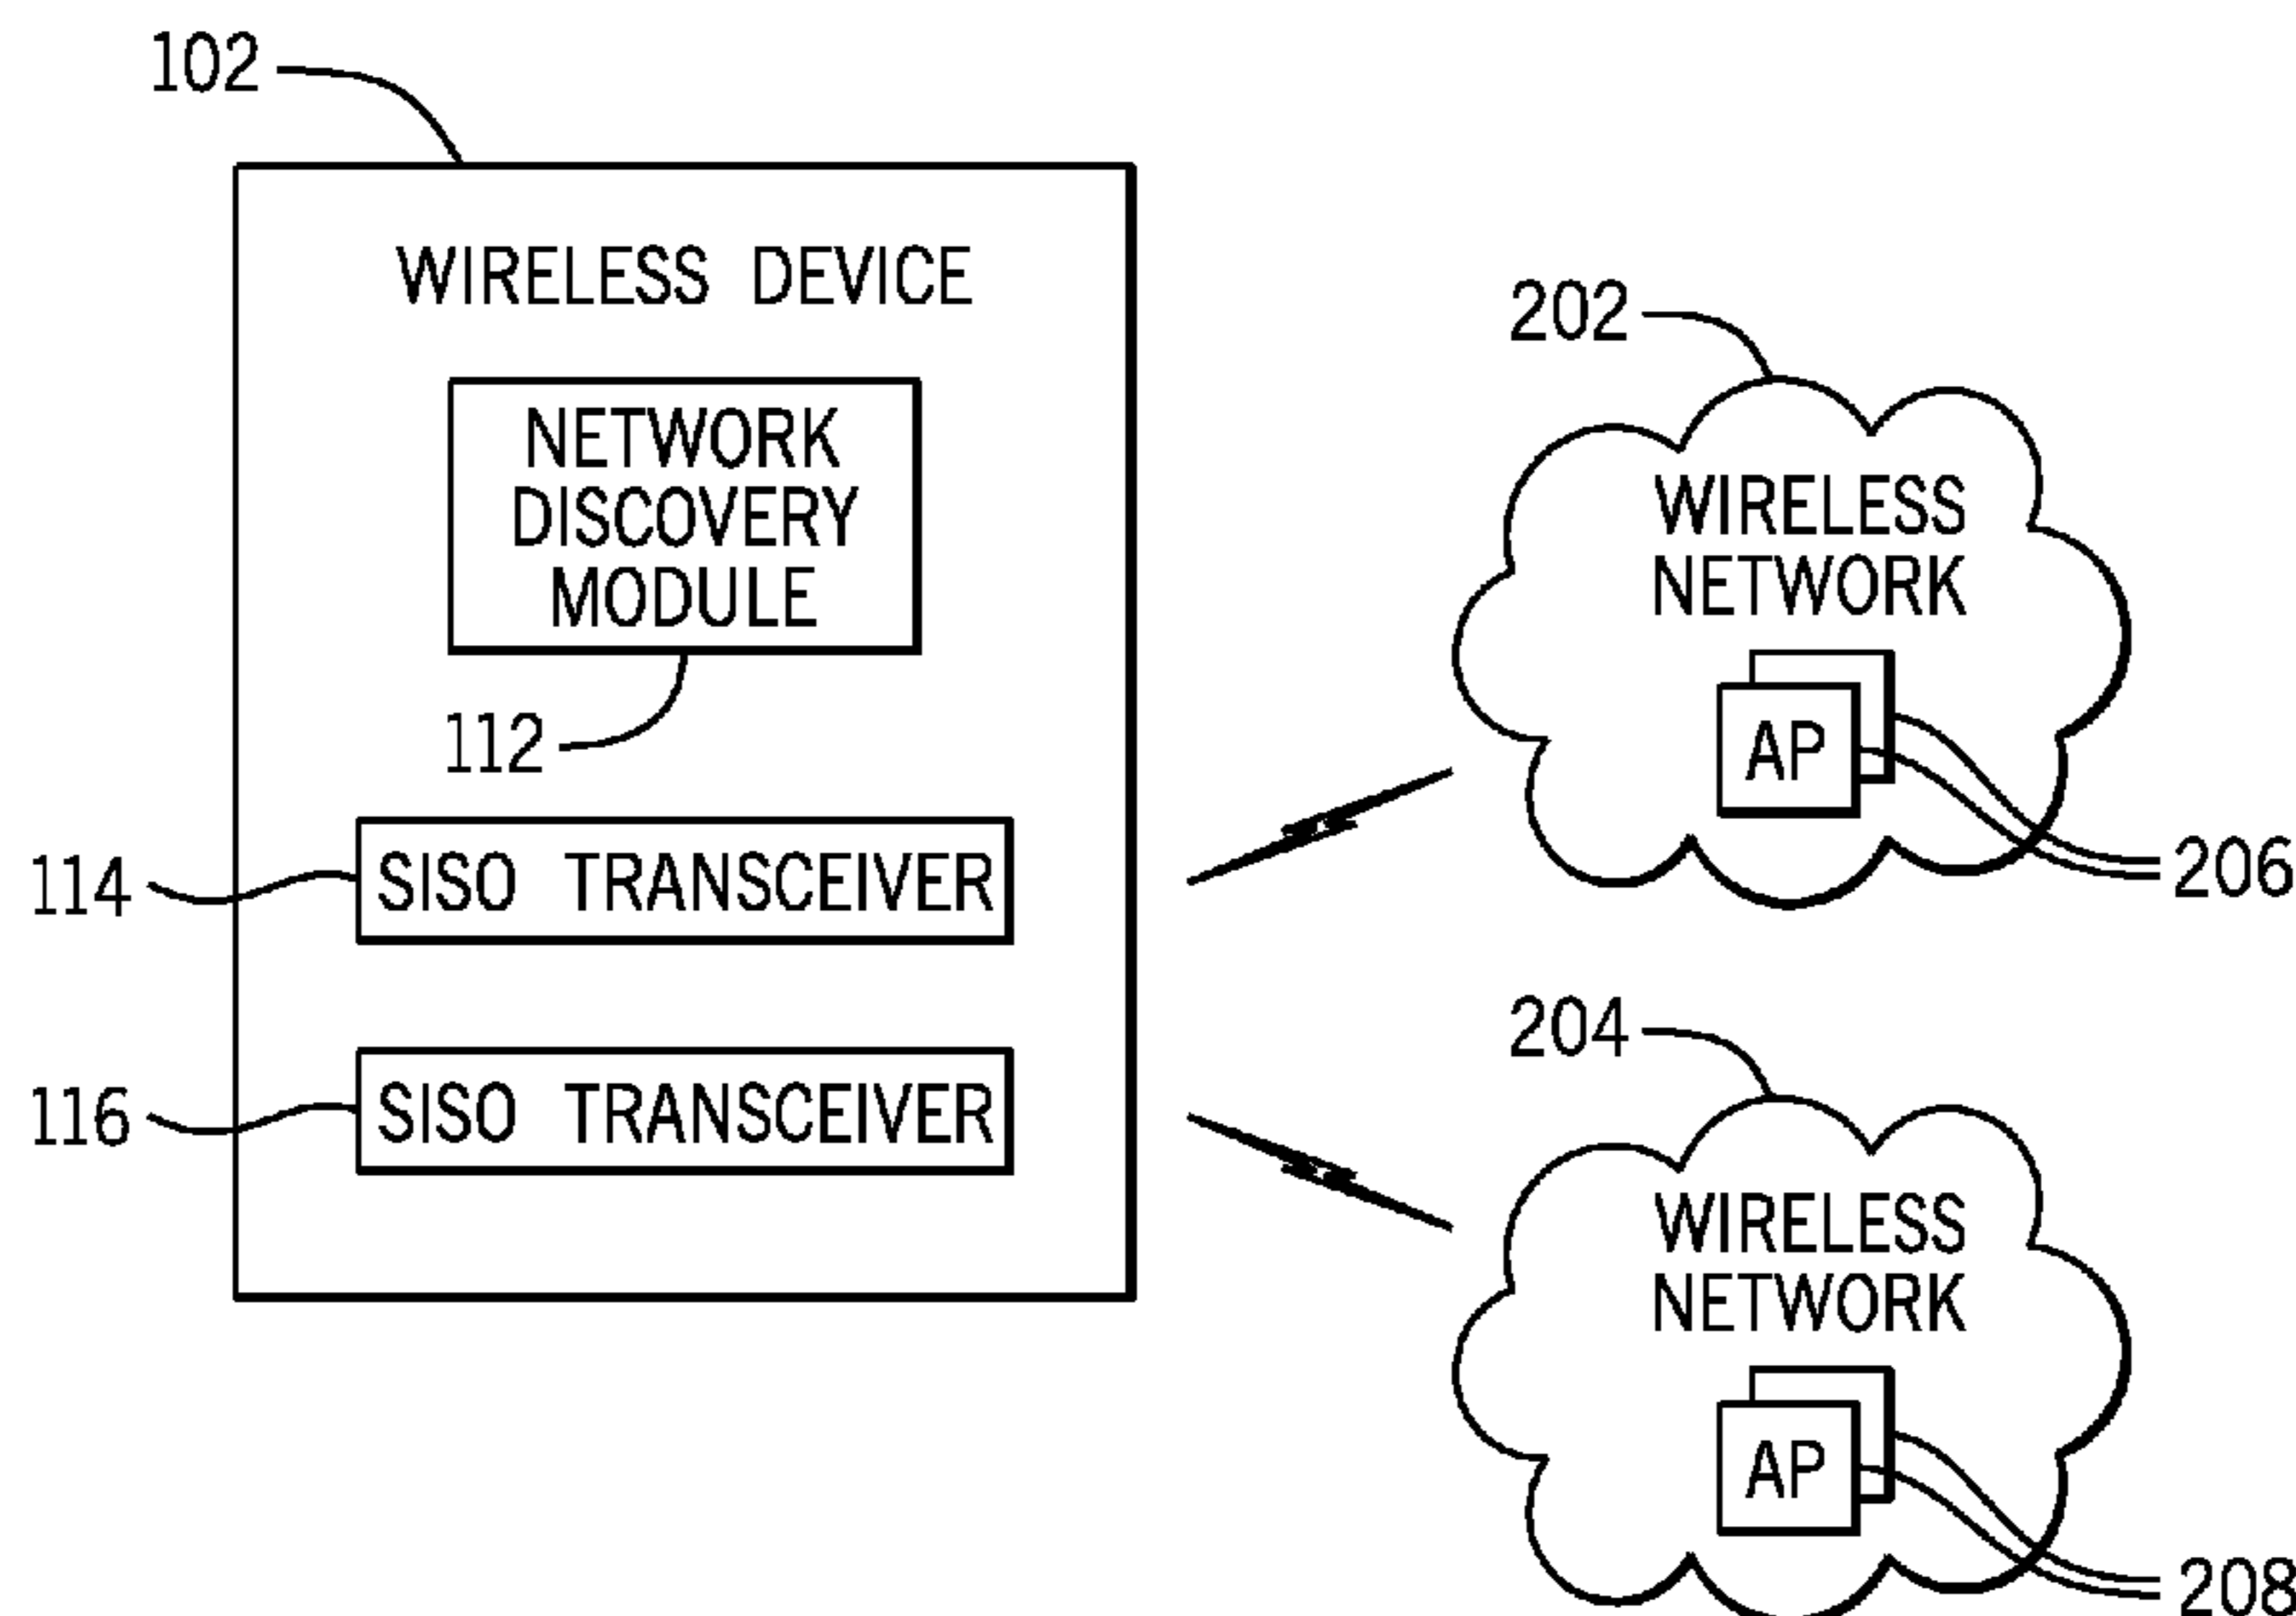 102
WIRELESS DEVICE
NETWORK
DISCOVERY
MODULE
112
114
SISO TRANSCEIVER
116
SISO TRANSCEIVER
202
WIRELESS
NETWORK
AP
206
204
WIRELESS
NETWORK
AP
208